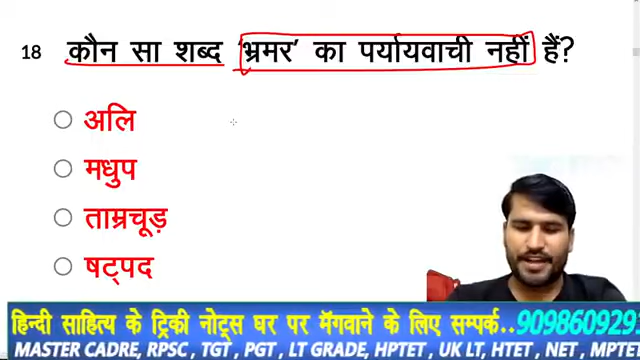 18 कौन सा शब्द 'भ्रमर' का पर्यायवाची नहीं हैं?
अलि
मधुप
ताम्रचूड़
षट्पद
हिन्दी साहित्य के ट्रिकी नोट्स घर पर मॅगवाने के लिए सम्पर्क..909860929
MASTER CADRE, RPSC, TGT, PGT, LT GRADE, HPTET, UK LT, HTET, NET, MPTE